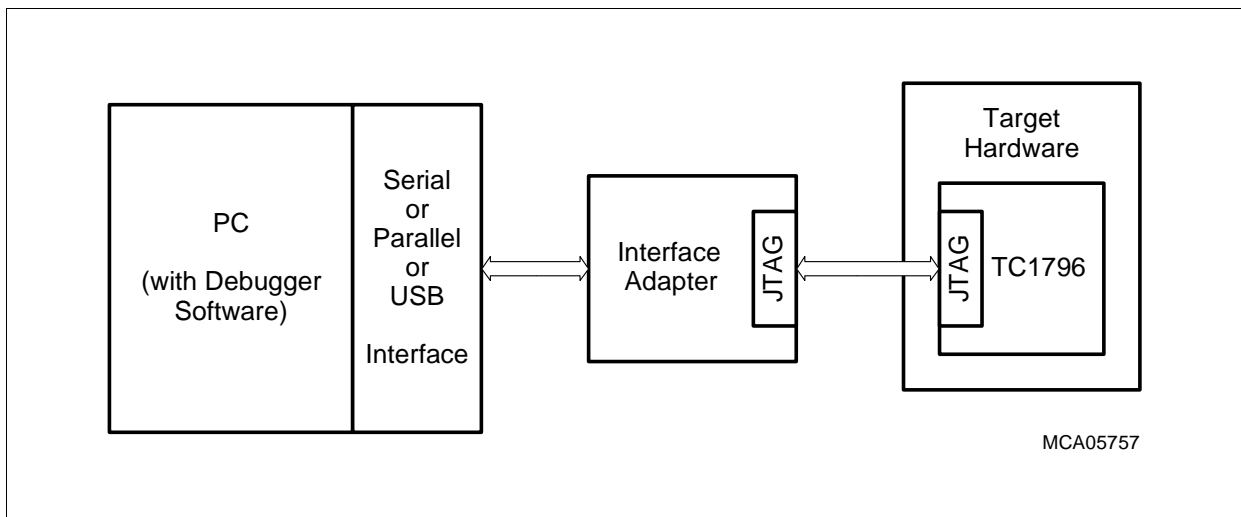 PC
(with Debugger
Software)
Serial
or
Parallel
or
USB
Interface
Interface
Adapter
JTAG
Target
Hardware
JTAG
TC1796
MCA05757